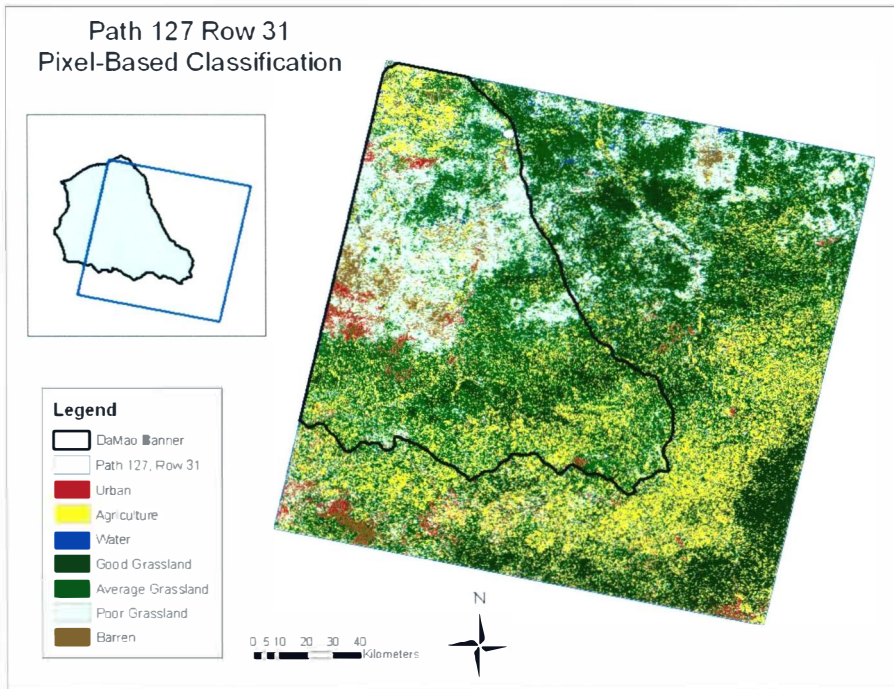 Path 127 Row 31
Pixel-Based Classification
Legend
DaMao Banner
Path 127, Row 31
Urban
Agriculture
Water
Good Grassland
Average Grassland
Poor Grassland
Barren
N
0 5 10 20 30 40
Kilometers